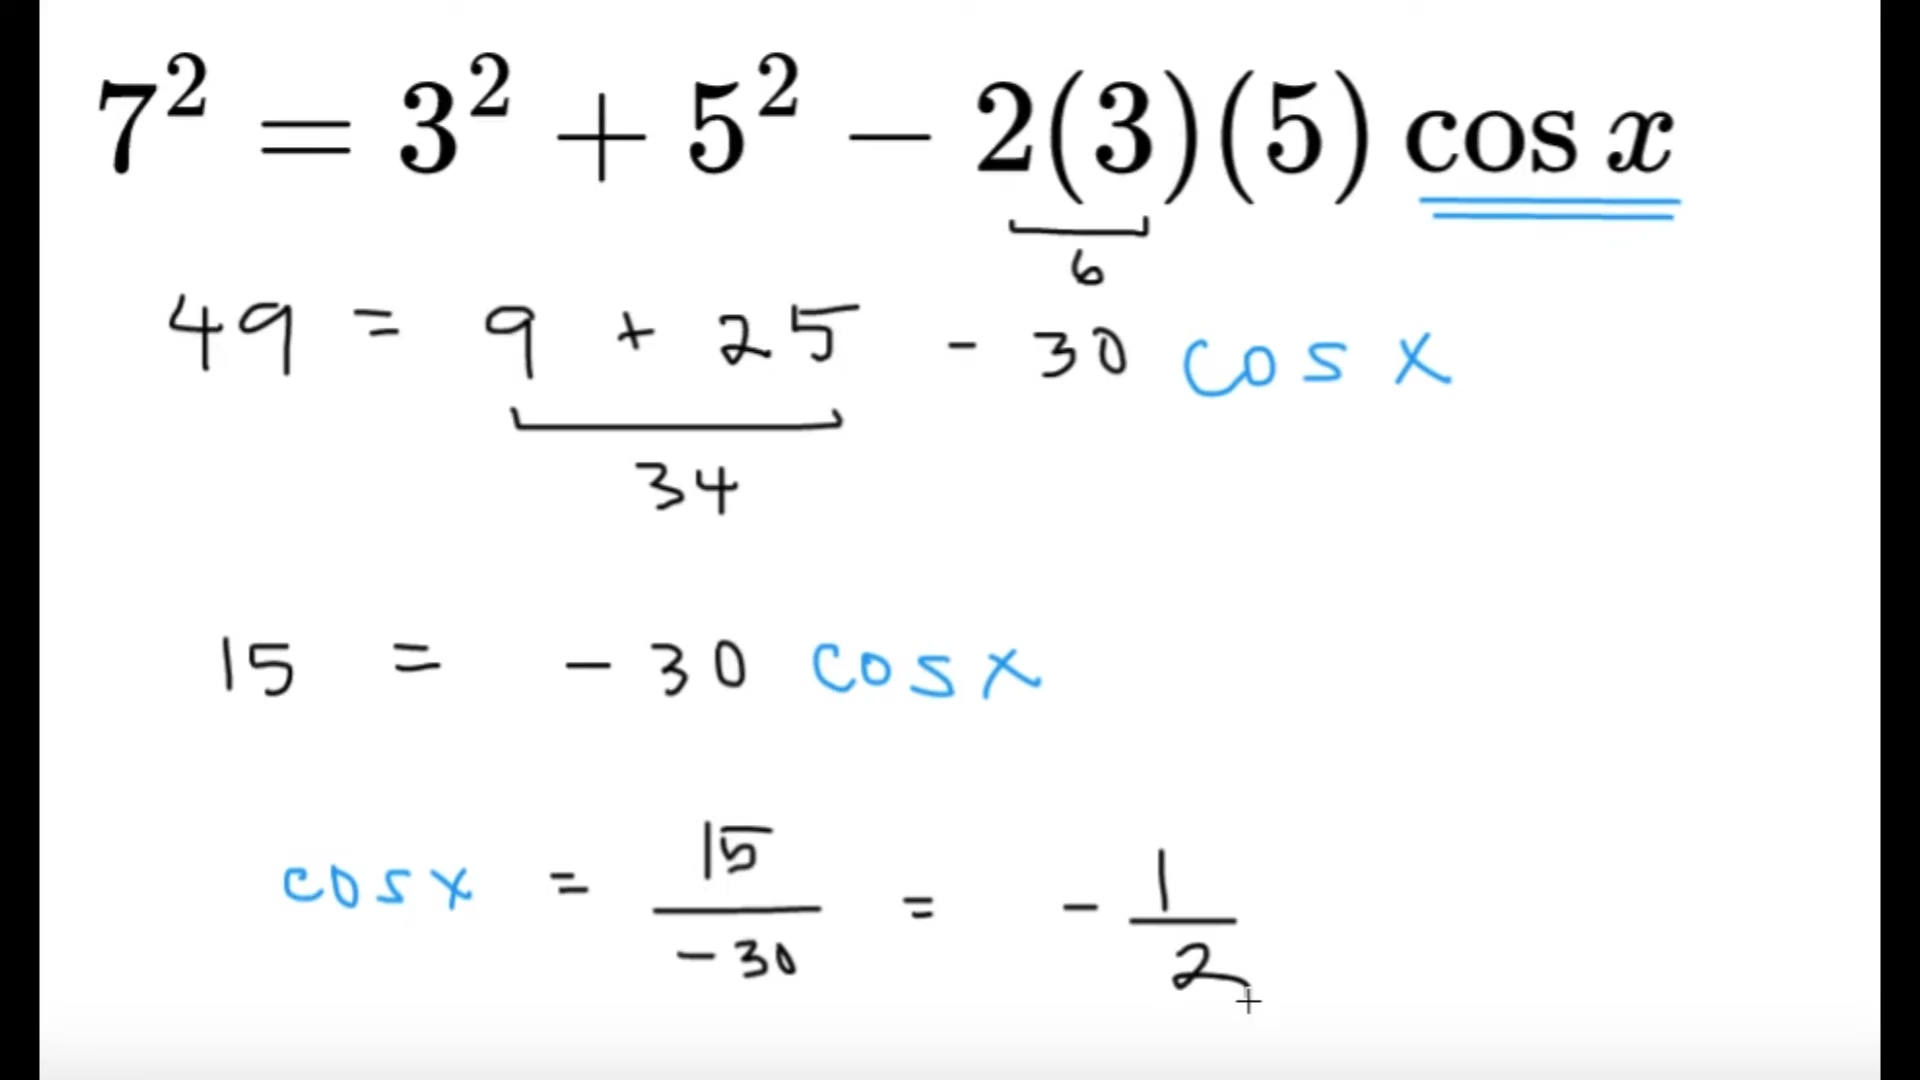 7² = 3² + 5² − 2(3)(5) cos x
6
49 = 9 + 25 - 30 cos x
34
15 = - 30 cos x
cos x = 15/-30 = - 1/2